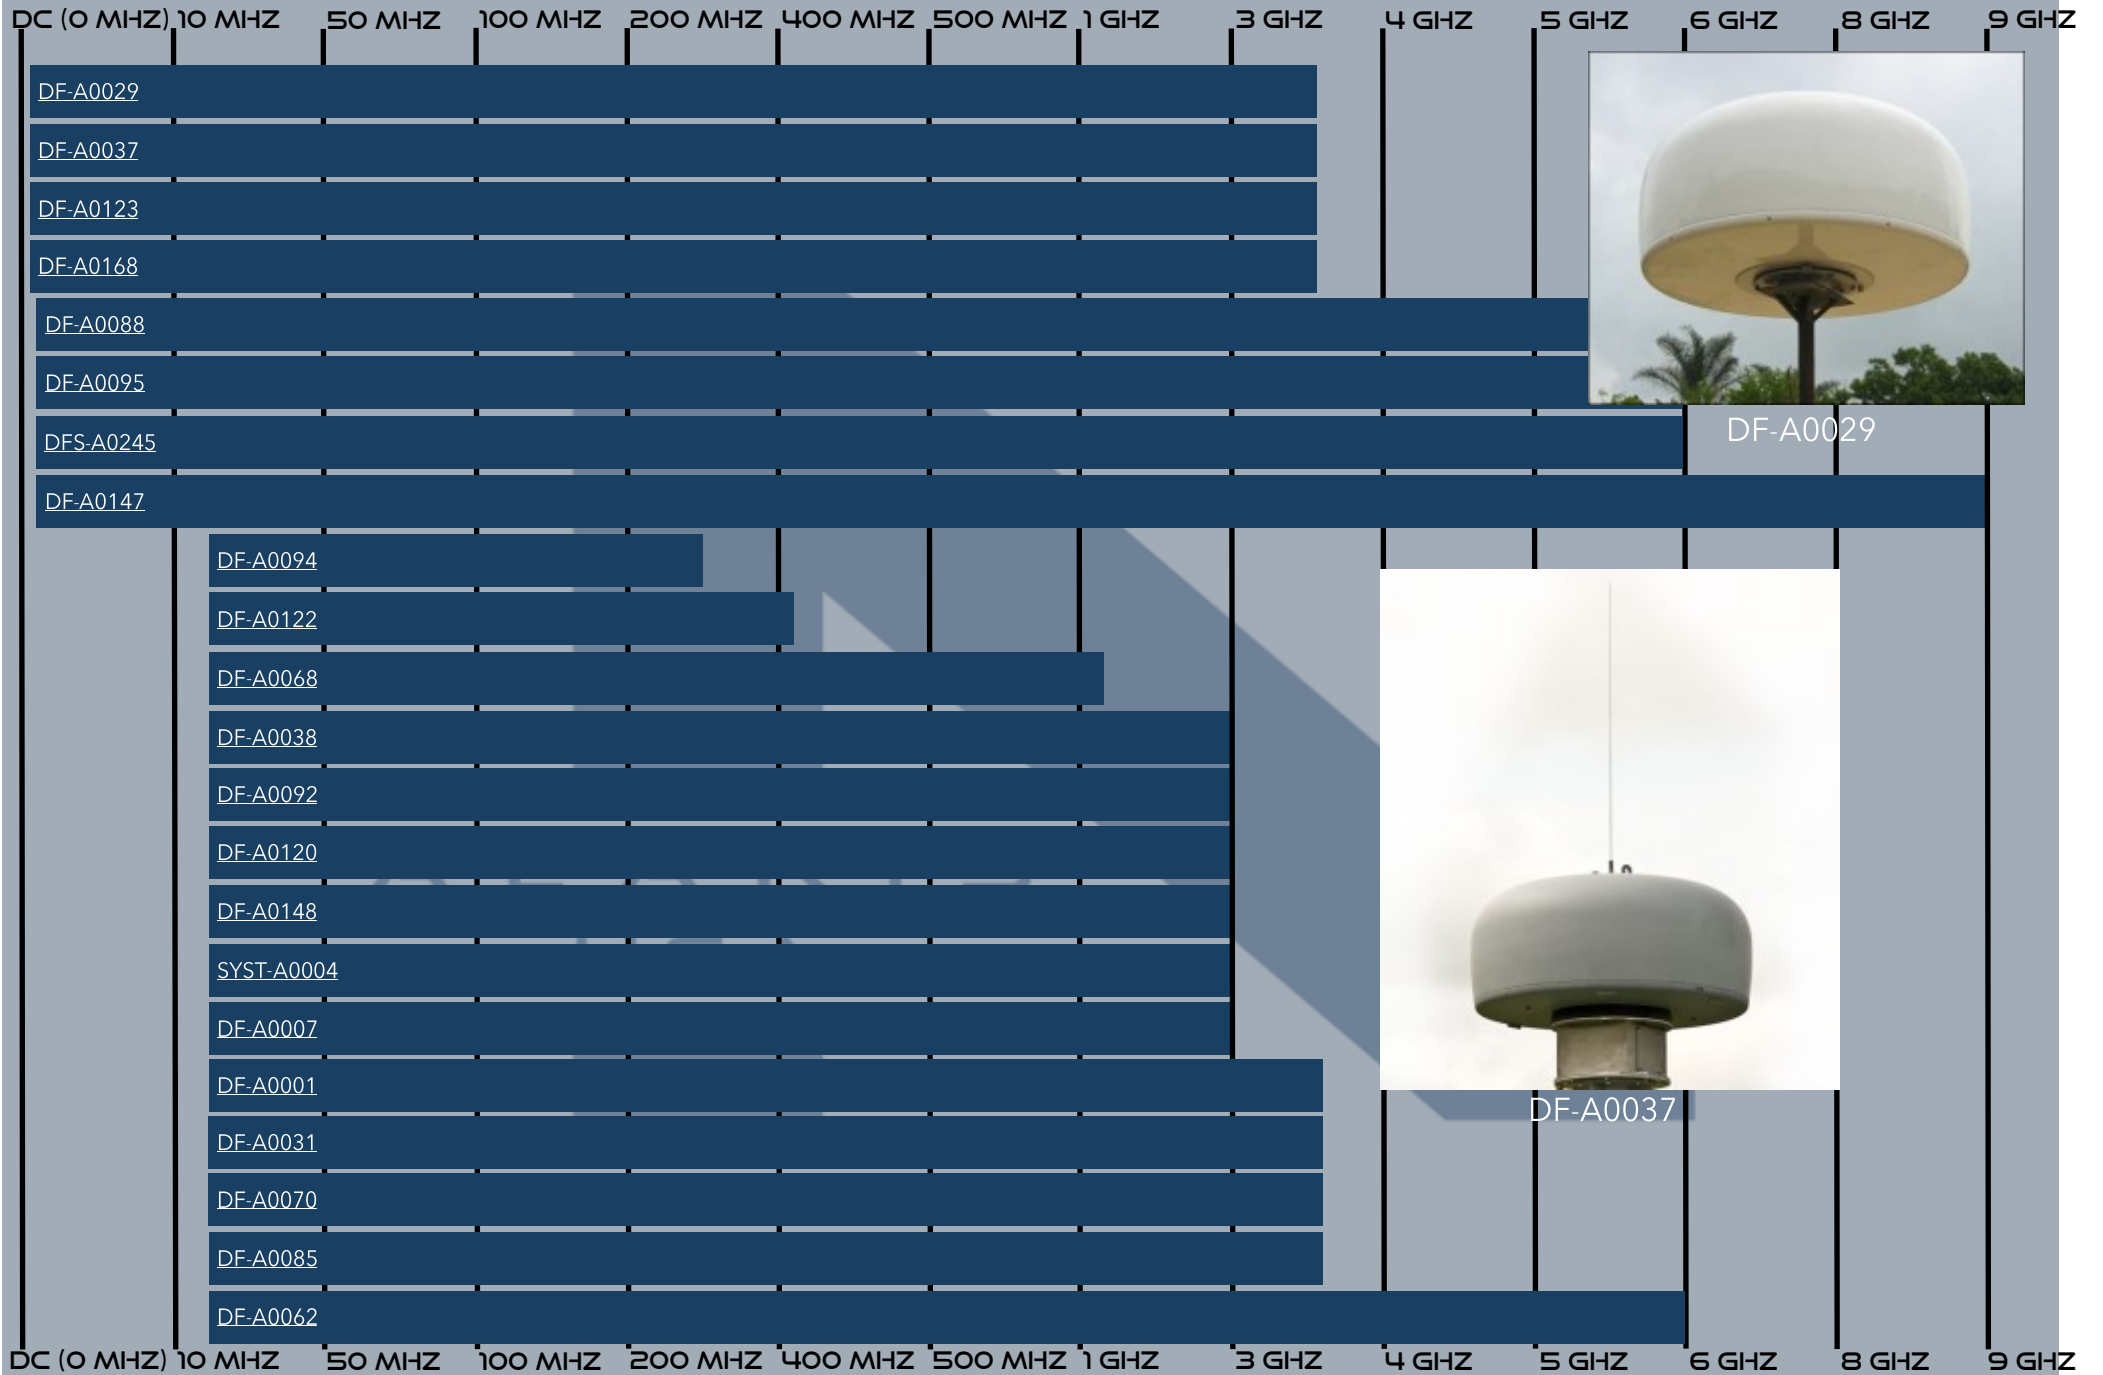 DC (0 MHZ) 10 MHZ 50 MHZ 100 MHZ 200 MHZ 400 MHZ 500 MHZ 1 GHZ 3 GHZ 4 GHZ 5 GHZ 6 GHZ 8 GHZ 9 GHZ
DF-A0029
DF-A0037
DF-A0123
DF-A0168
DF-A0088
DF-A0095
DF-A0029
DFS-A0245
DF-A0147
DF-A0094
DF-A0122
DF-A0068
DF-A0038
DF-A0092
DF-A0120
DF-A0148
SYST-A0004
DF-A0007
DF-A0001
DF-A0037
DF-A0031
DF-A0070
DF-A0085
DF-A0062
DC (0 MHZ) 10 MHZ 50 MHZ 100 MHZ 200 MHZ 400 MHZ 500 MHZ 1 GHZ 3 GHZ 4 GHZ 5 GHZ 6 GHZ 8 GHZ 9 GHZ